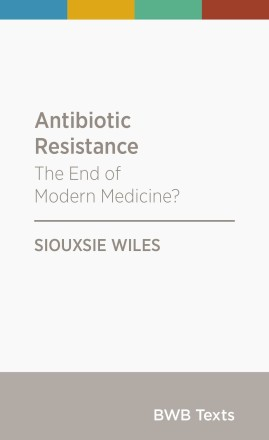 Antibiotic
Resistance
The End of
Modern Medicine?
SIOUXSIE WILES
BWB Texts